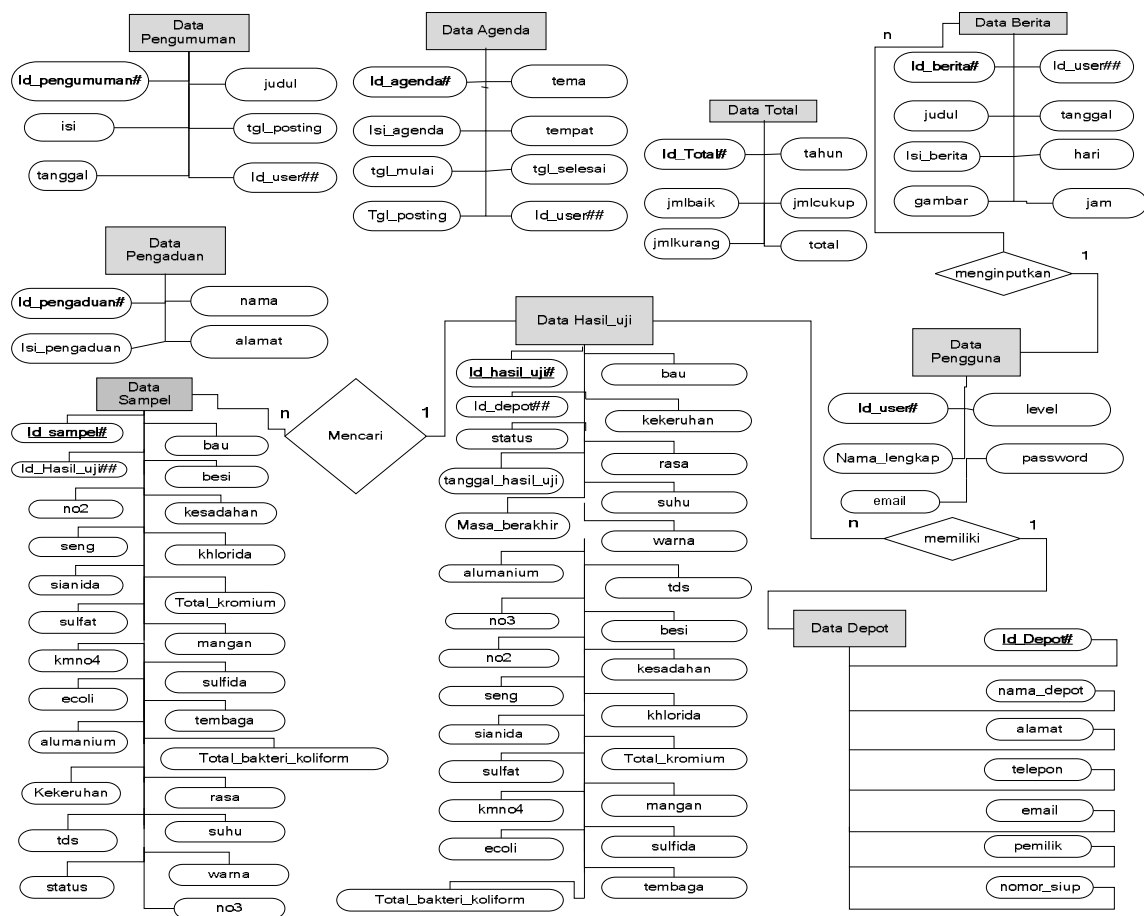 Data
Pengumuman
Id_pengumuman#
judul
isi
tgl_posting
tanggal
Id_user##
Data Agenda
Id_agenda#
tema
Isi_agenda
tempat
tgl_mulai
tgl_selesai
Tgl_posting
Id_user##
Data Total
Id_Total#
tahun
jmlbaik
jmlcukup
jmlkurang
total
Data Berita
n
Id_berita#
Id_user##
judul
tanggal
Isi_berita
hari
gambar
jam
menginputkan
1
Data
Pengaduan
Id_pengaduan#
nama
Isi_pengaduan
alamat
Data
Pengguna
Id_user#
level
Nama_lengkap
password
email
Data
Sampel
n
Mencari
1
Id_sampel#
bau
Id_Hasil_uji##
besi
no2
kesadahan
seng
khlorida
sianida
Total_kromium
sulfat
mangan
kmno4
sulfida
ecoli
tembaga
alumanium
Total_bakteri_koliform
Kekeruhan
rasa
tds
suhu
status
warna
no3
Data Hasil_uji
Id_hasil_uji#
bau
Id_depot##
kekeruhan
status
rasa
tanggal_hasil_uji
suhu
Masa_berakhir
warna
alumanium
tds
no3
besi
no2
kesadahan
seng
khlorida
sianida
Total_kromium
sulfat
mangan
kmno4
sulfida
ecoli
tembaga
Total_bakteri_koliform
n
memiliki
1
Data Depot
Id_Depot#
nama_depot
alamat
telepon
email
pemilik
nomor_siup